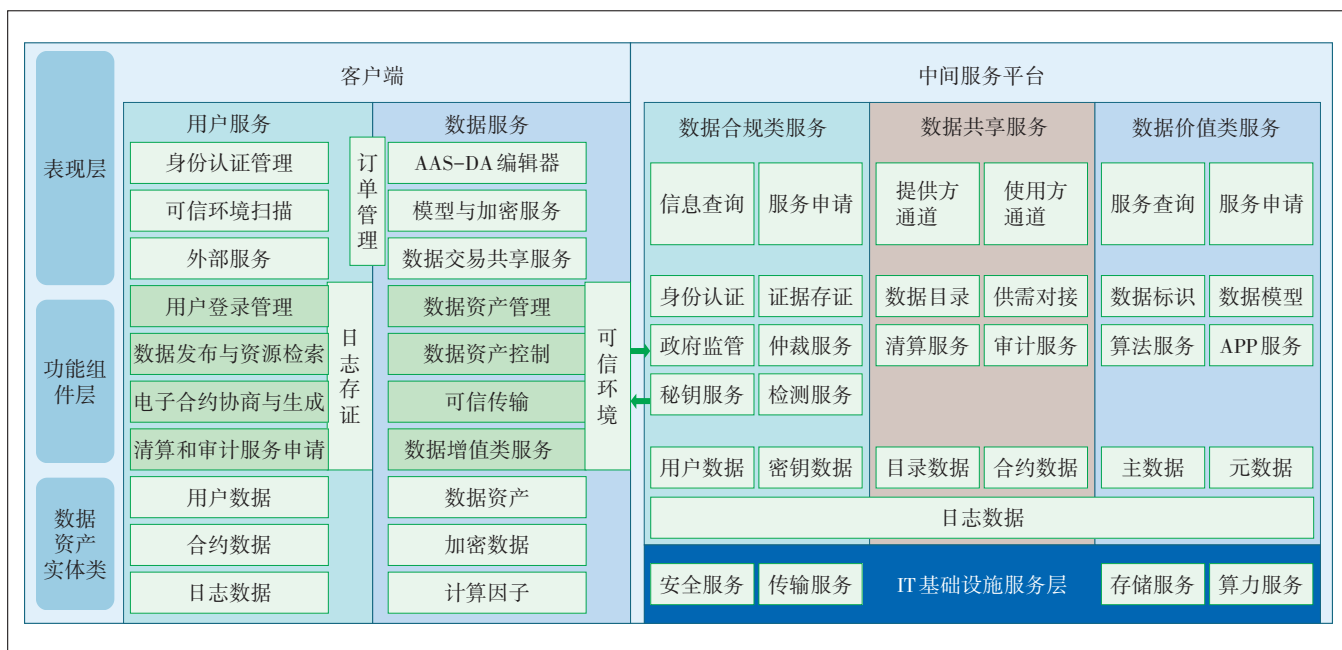 客户端
中间服务平台
表现层
功能组
件层
数据
资产
实体类
用户服务
身份认证管理
可信环境扫描
外部服务
用户登录管理
数据发布与资源检索
电子合约协商与生成
清算和审计服务申请
用户数据
合约数据
日志数据
订
单
管
理
日
志
存
证
数据服务
AAS-DA编辑器
模型与加密服务
数据交易共享服务
数据资产管理
数据资产控制
可信传输
数据增值类服务
数据资产
加密数据
计算因子
可
信
环
境
数据合规类服务
信息查询 服务申请
身份认证 证据存证
政府监管 仲裁服务
秘钥服务 检测服务
用户数据 密钥数据
数据共享服务
提供方
通道
使用方
通道
数据目录 供需对接
清算服务 审计服务
目录数据 合约数据
数据价值类服务
服务查询 服务申请
数据标识 数据模型
算法服务 APP服务
主数据 元数据
日志数据
安全服务 传输服务 IT基础设施服务层 存储服务 算力服务